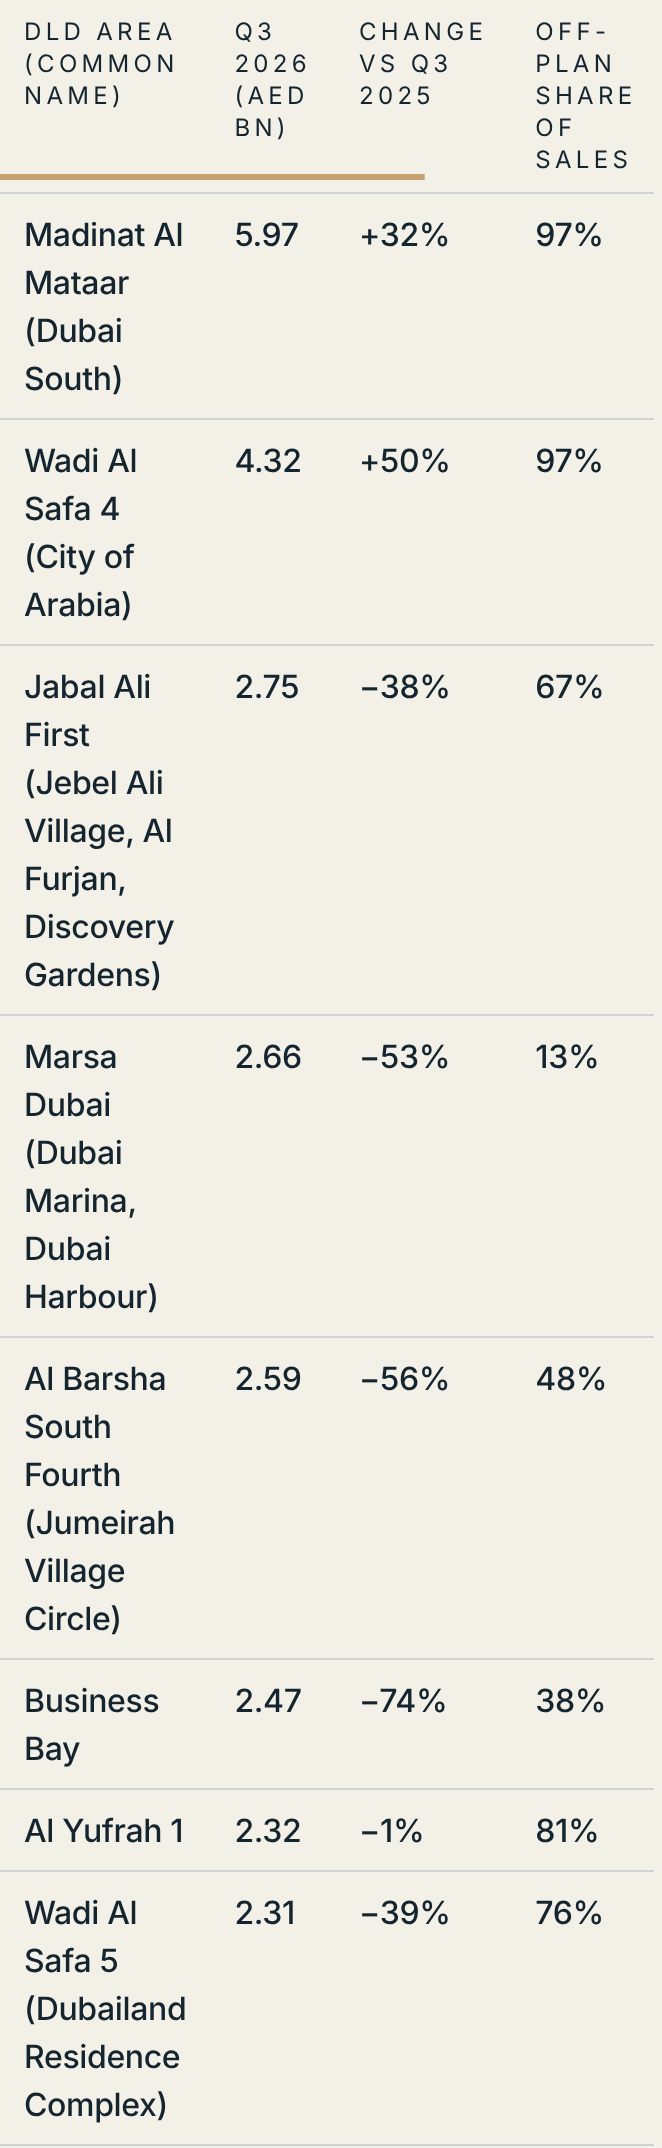 DLD AREA (COMMON NAME) Q3 2026 (AED BN) CHANGE VS Q3 2025 OFF-PLAN SHARE OF SALES
Madinat Al 5.97 +32% 97%
Mataar
(Dubai
South)
Wadi Al 4.32 +50% 97%
Safa 4
(City of
Arabia)
Jabal Ali 2.75 −38% 67%
First
(Jebel Ali
Village, Al
Furjan,
Discovery
Gardens)
Marsa 2.66 −53% 13%
Dubai
(Dubai
Marina,
Dubai
Harbour)
Al Barsha 2.59 −56% 48%
South
Fourth
(Jumeirah
Village
Circle)
Business 2.47 −74% 38%
Bay
Al Yufrah 1 2.32 −1% 81%
Wadi Al 2.31 −39% 76%
Safa 5
(Dubailand
Residence
Complex)